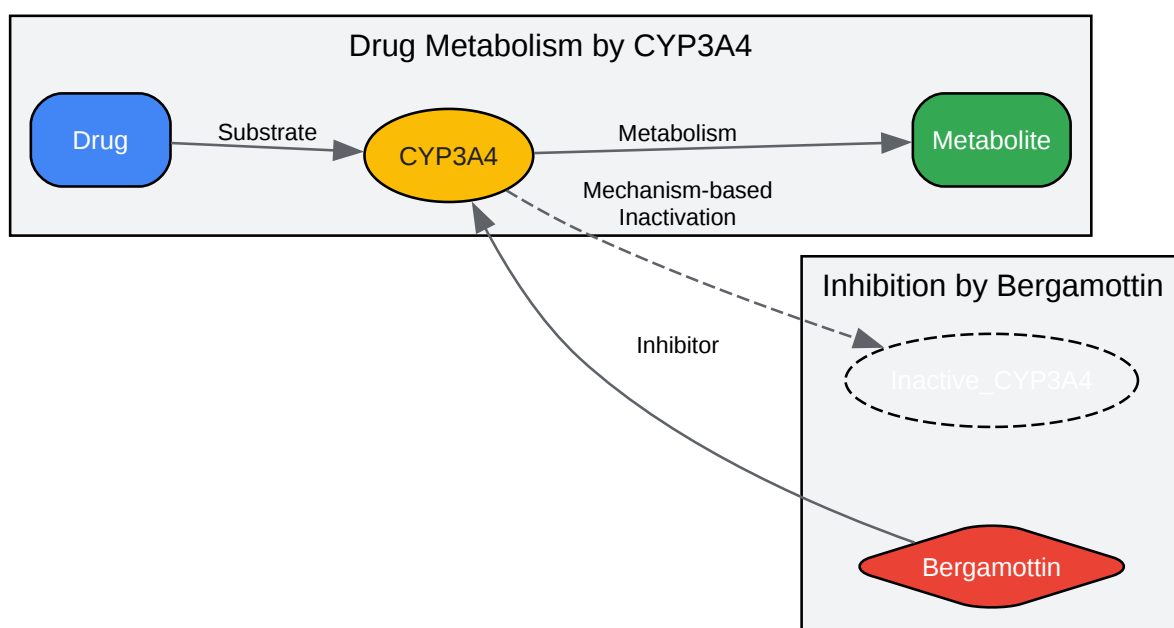 Drug Metabolism by CYP3A4
Drug
Substrate
CYP3A4
Metabolism
Metabolite
Mechanism-based
Inactivation
Inhibition by Bergamottin
Inhibitor
Inactive_CYP3A4
Bergamottin